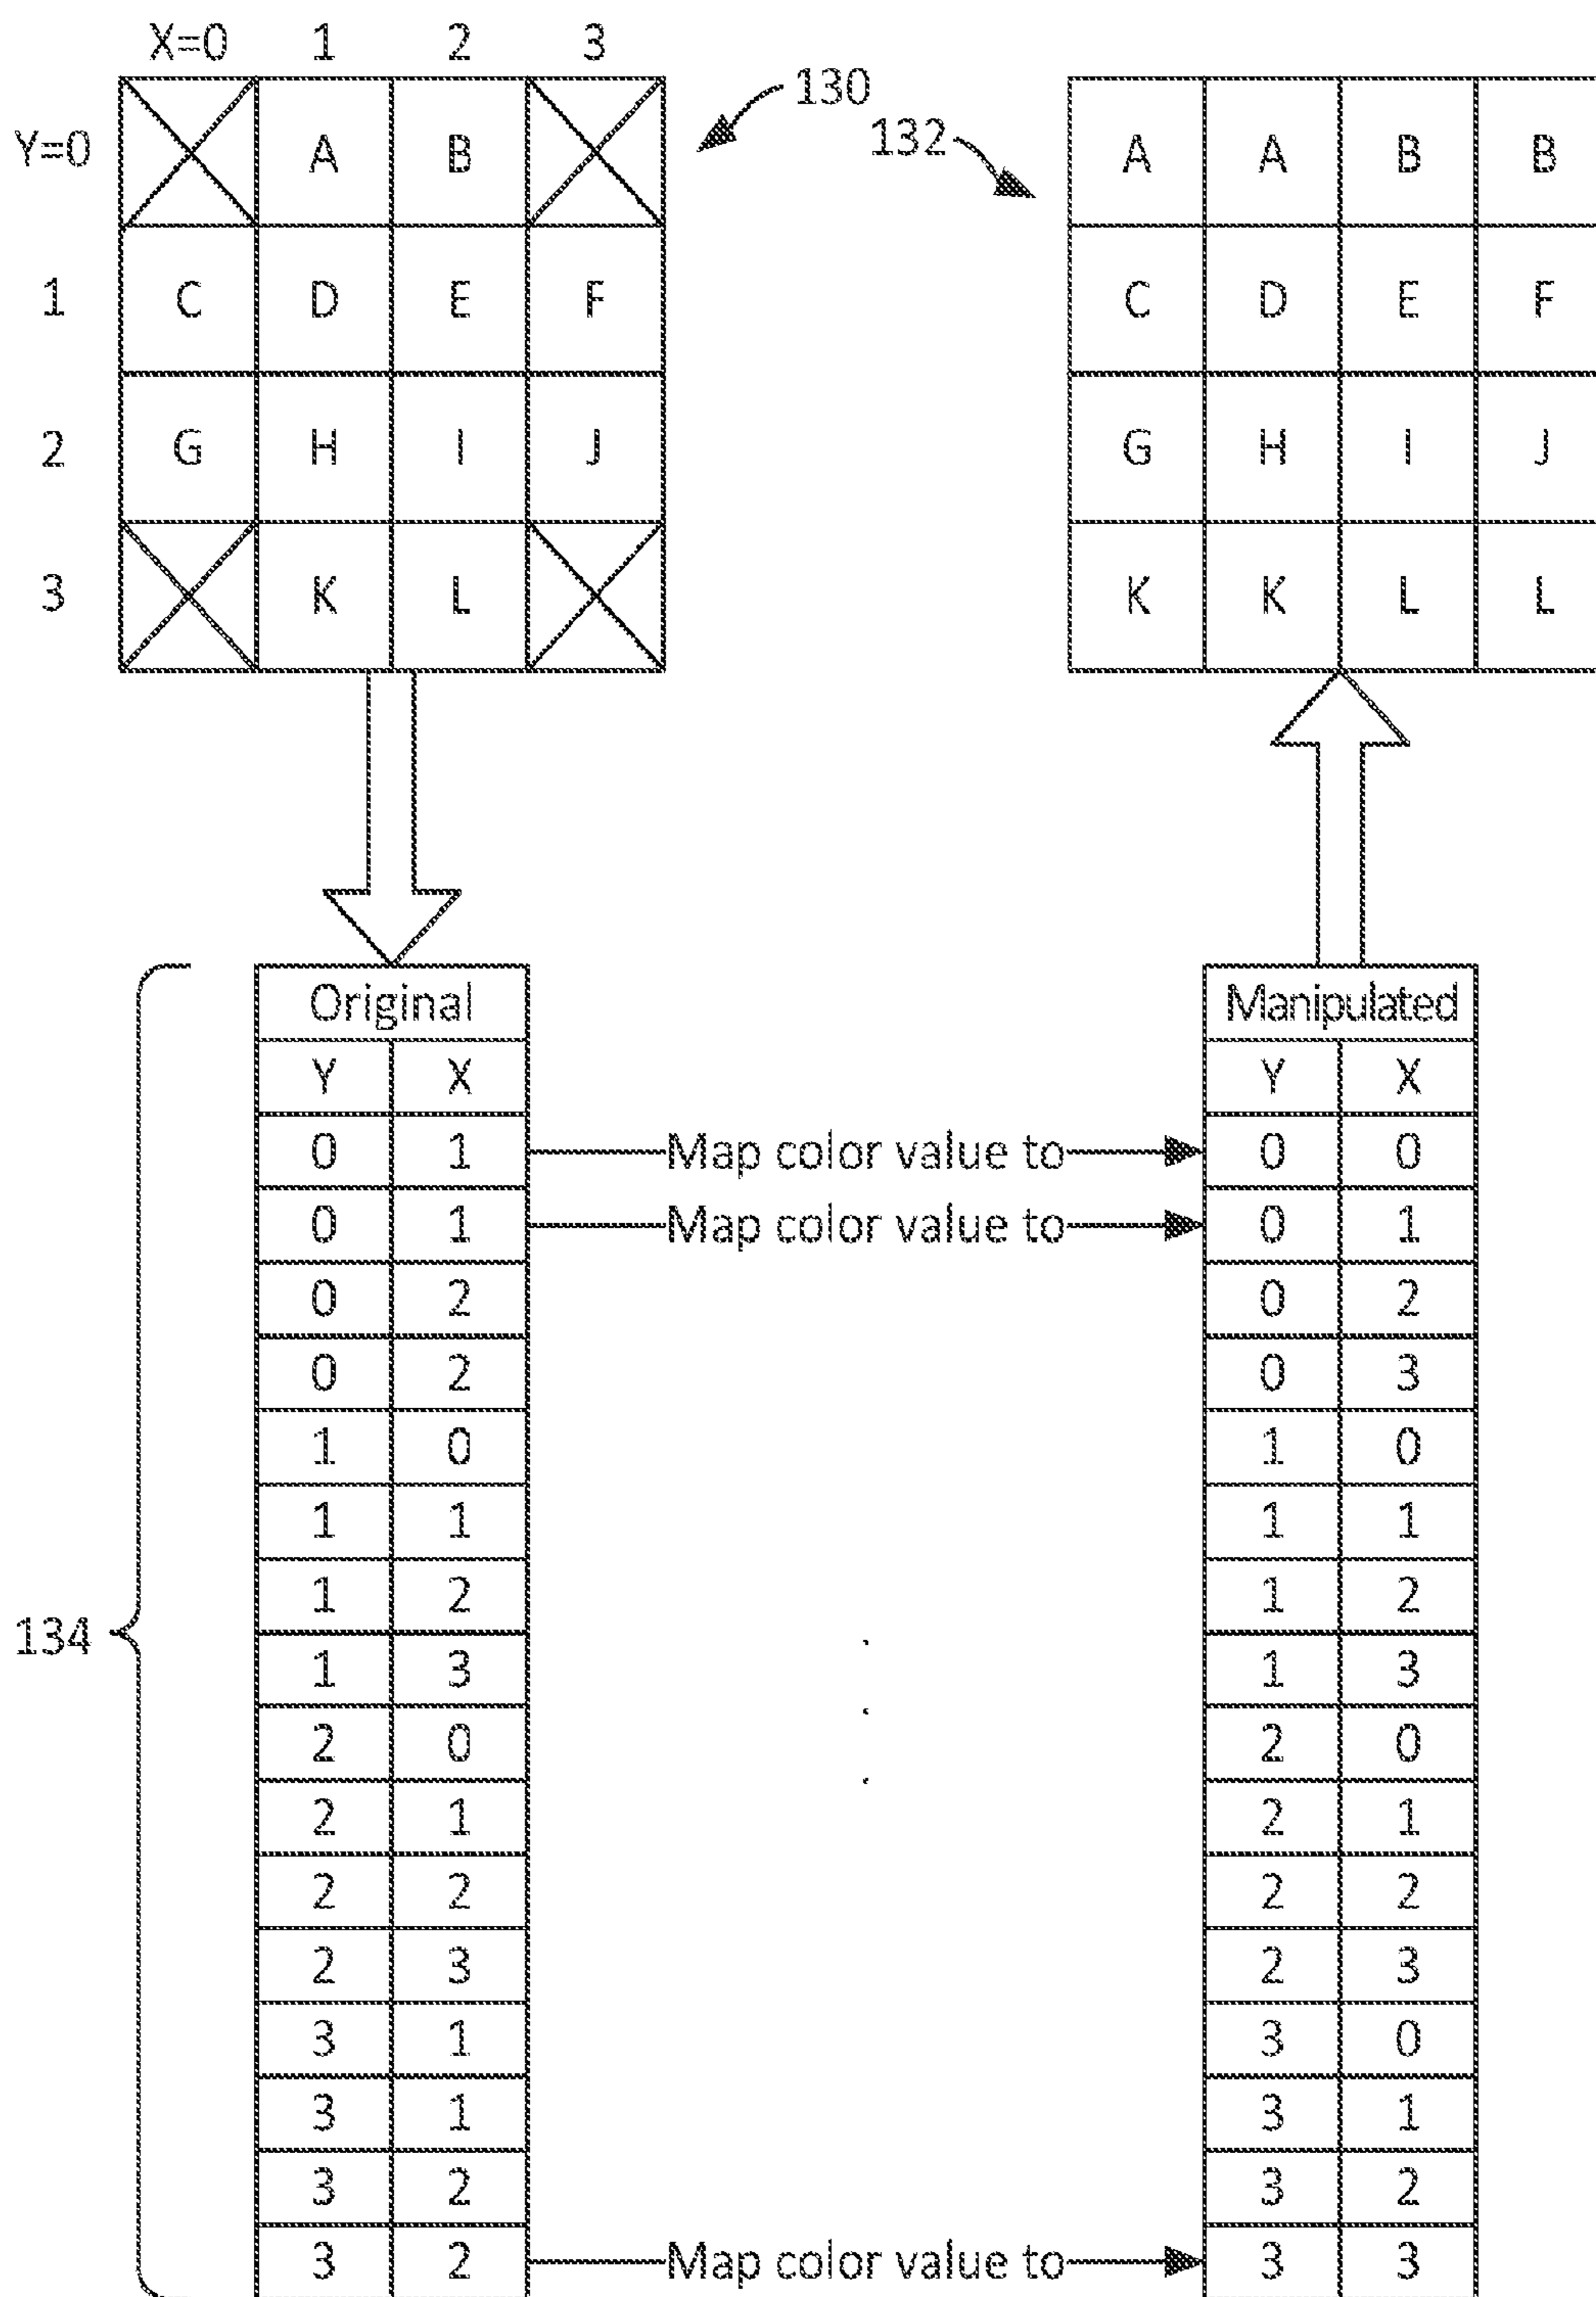 X=0 1 2 3
130
132
Y=0 A B
A A B B
1 C D E F
C D E F
2 G H I J
G H I J
3 K L
K K L L
134
Original Manipulated
Y X Y X
0 1 Map color value to 0 0
0 1 Map color value to 0 1
0 2 0 2
0 2 0 3
1 0 1 0
1 1 1 1
1 2 1 2
1 3 1 3
2 0 2 0
2 1 2 1
2 2 2 2
2 3 2 3
3 1 3 0
3 1 3 1
3 2 3 2
3 2 Map color value to 3 3